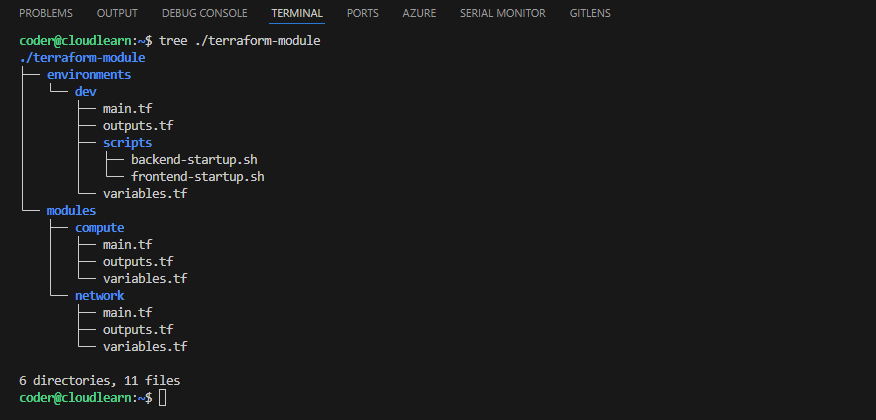 PROBLEMS OUTPUT DEBUG CONSOLE TERMINAL PORTS AZURE SERIAL MONITOR GITLENS
coder@cloudlearn:~$ tree ./terraform-module
./terraform-module
├── environments
│   └── dev
│       ├── main.tf
│       ├── outputs.tf
│       ├── scripts
│       │   ├── backend-startup.sh
│       │   └── frontend-startup.sh
│       └── variables.tf
└── modules
    ├── compute
    │   ├── main.tf
    │   ├── outputs.tf
    │   └── variables.tf
    └── network
        ├── main.tf
        ├── outputs.tf
        └── variables.tf
6 directories, 11 files
coder@cloudlearn:~$